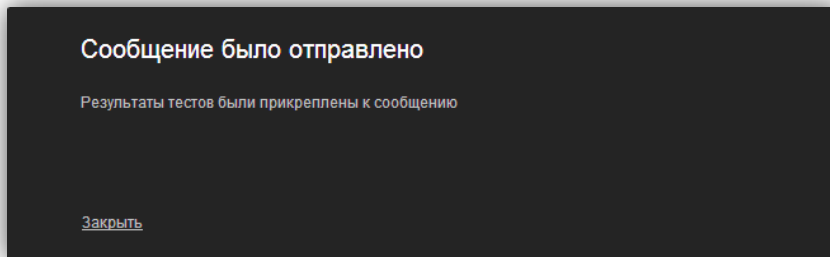 Сообщение было отправлено
Результаты тестов были прикреплены к сообщению
Закрыть